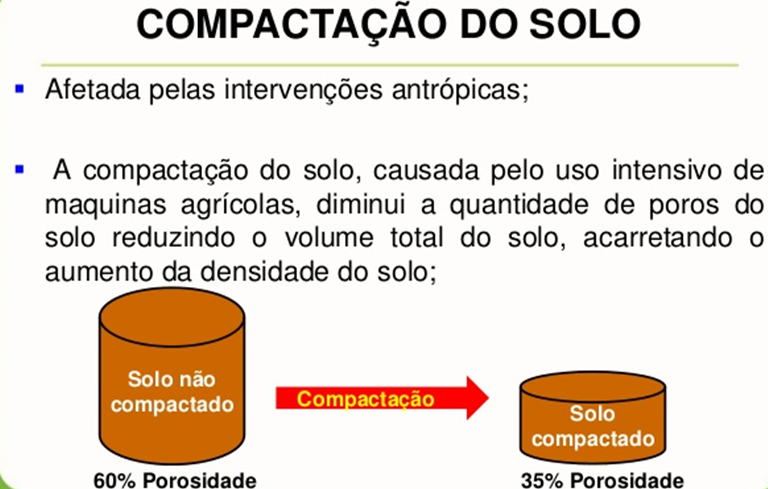 COMPACTAÇÃO DO SOLO
Afetada pelas intervenções antrópicas;
A compactação do solo, causada pelo uso intensivo de
maquinas agrícolas, diminui a quantidade de poros do
solo reduzindo o volume total do solo, acarretando o
aumento da densidade do solo;
Solo não
compactado
60% Porosidade
Compactação
Solo
compactado
35% Porosidade